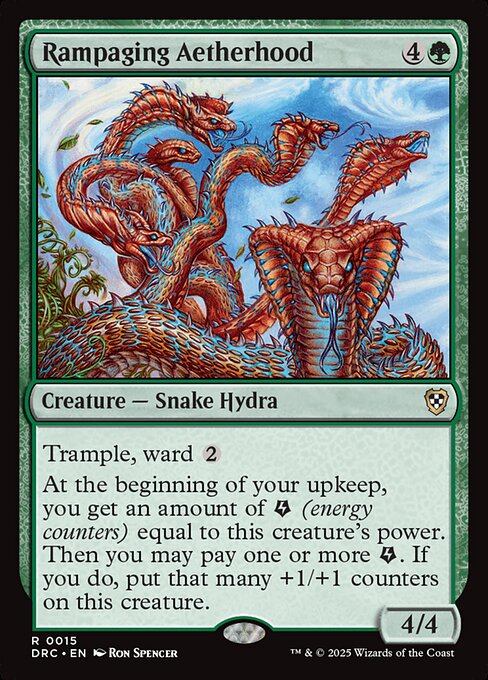 Rampaging Aetherhood 4
Creature — Snake Hydra
Trample, ward 2
At the beginning of your upkeep,
you get an amount of (energy
counters) equal to this creature's power.
Then you may pay one or more . If
you do, put that many +1/+1 counters
on this creature.
4/4
R 0015
DRC • EN Ron Spencer
™ & © 2025 Wizards of the Coast